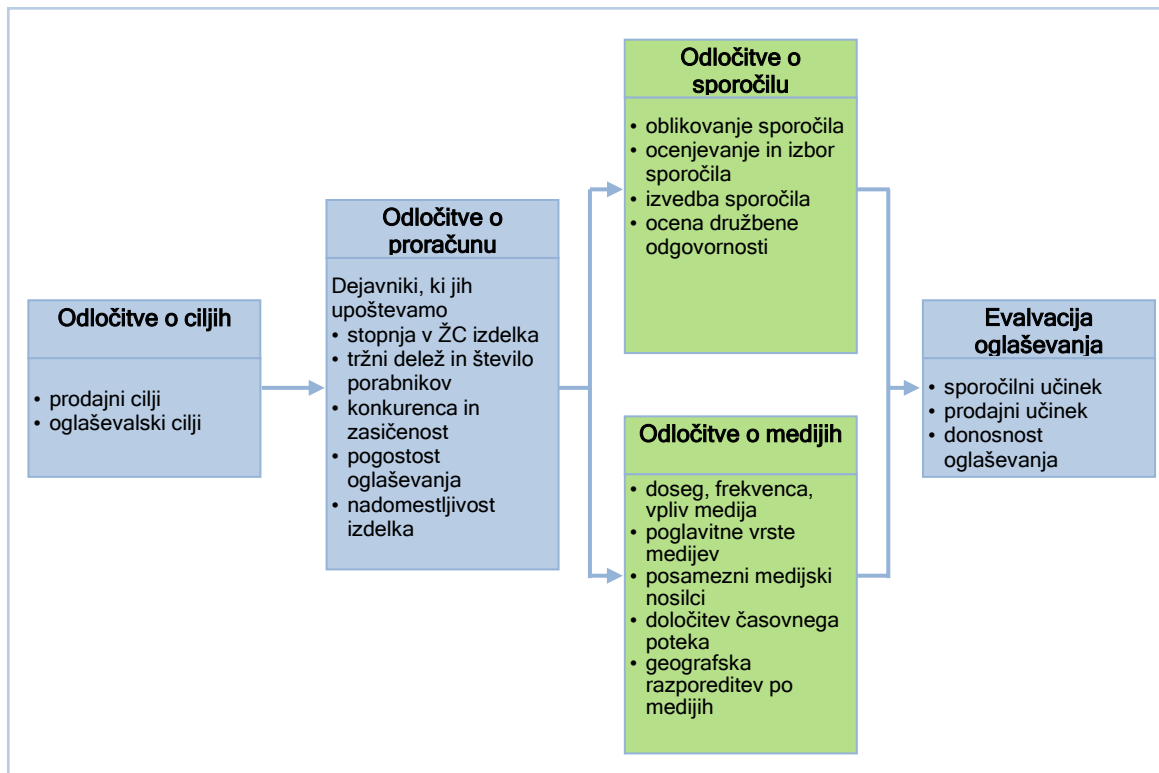 Odločitve o ciljih
• prodajni cilji
• oglaševalski cilji
Odločitve o
proračunu
Dejavniki, ki jih
upoštevamo
• stopnja v ŽC izdelka
• tržni delež in število
porabnikov
• konkurenca in
zasičenost
• pogostost
oglaševanja
• nadomestljivost
izdelka
Odločitve o
sporočilu
• oblikovanje sporočila
• ocenjevanje in izbor
sporočila
• izvedba sporočila
• ocena družbene
odgovornosti
Odločitve o medijih
• doseg, frekvenca,
vpliv medija
• poglavitne vrste
medijev
• posamezni medijski
nosilci
• določitev časovnega
poteka
• geografska
razporeditev po
medijih
Evalvacija
oglaševanja
• sporočilni učinek
• prodajni učinek
• donosnost
oglaševanja